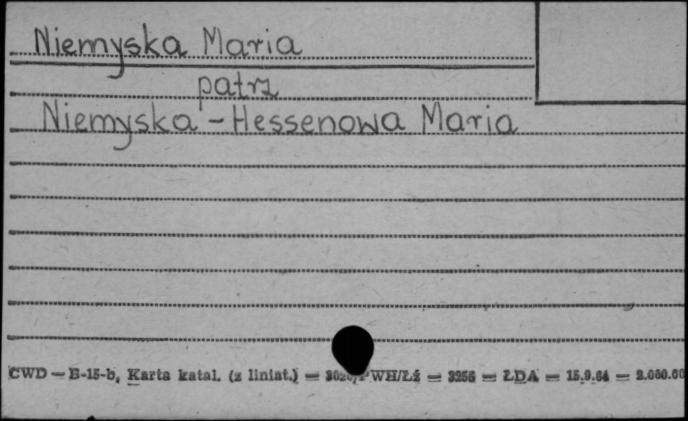 Niemyska Maria
patrz
Niemyska - Hessenowa Maria
CWD — B-15-b, Karta katal. (z liniat.) — WH/Łź — 3256 — ŁDA — 15.9.64 — 2.000.00